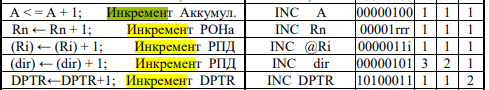 A < = A + 1; Инкремент Аккумул. INC A 00000100 1 1 1
Rn ← Rn + 1; Инкремент РОНа INC Rn 00001rrr 1 1 1
(Ri) ← (Ri) + 1; Инкремент РПД INC @Ri 0000011i 1 1 1
(dir) ← (dir) + 1; Инкремент РПД INC dir 00000101 3 2 1
DPTR←DPTR+1; Инкремент DPTR INC DPTR 10100011 1 1 2